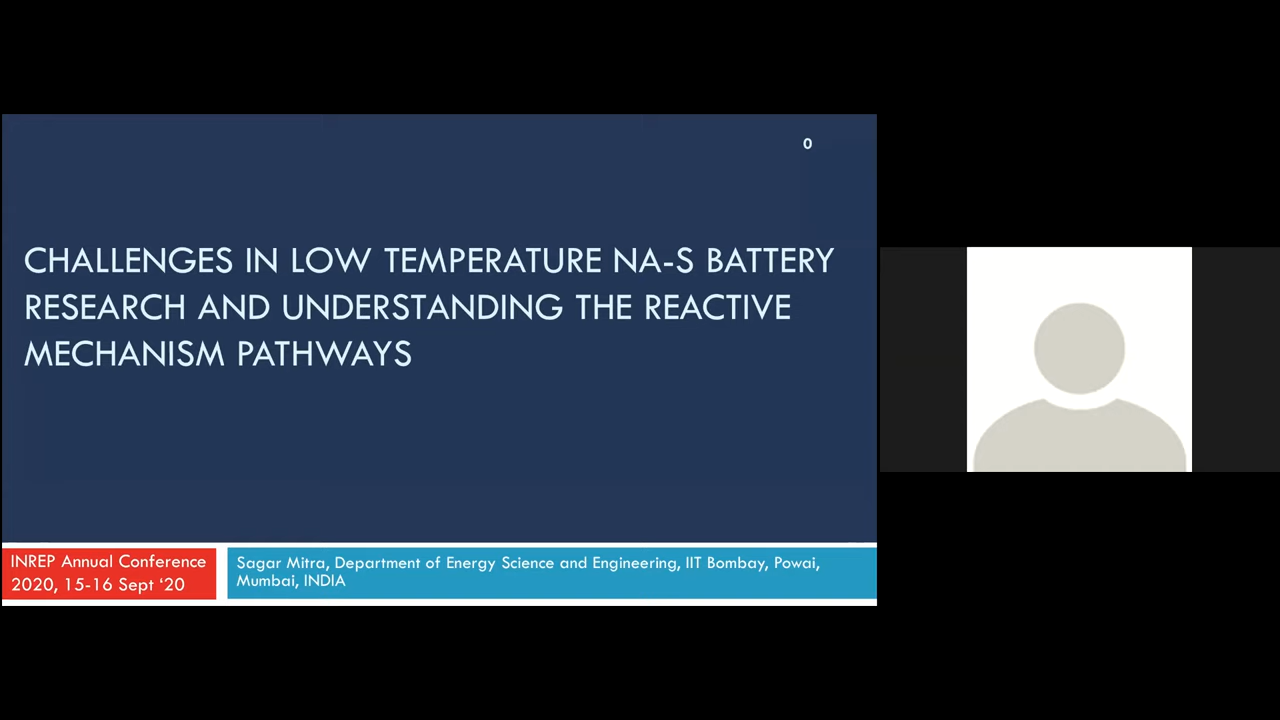 0
CHALLENGES IN LOW TEMPERATURE NA-S BATTERY
RESEARCH AND UNDERSTANDING THE REACTIVE
MECHANISM PATHWAYS
INREP Annual Conference
2020, 15-16 Sept ‘20
Sagar Mitra, Department of Energy Science and Engineering, IIT Bombay, Powai,
Mumbai, INDIA